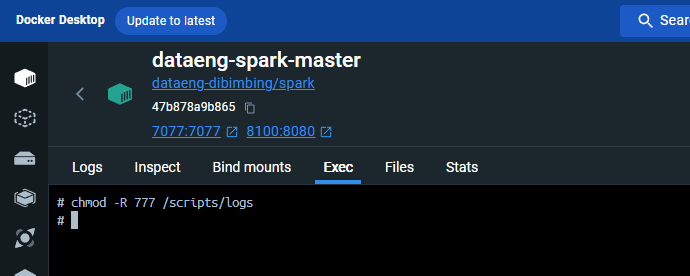 Docker Desktop Update to latest Sear
dataeng-spark-master
dataeng-dibimbing/spark
47b878a9b865
7077:7077 8100:8080
Logs Inspect Bind mounts Exec Files Stats
# chmod -R 777 /scripts/logs
#